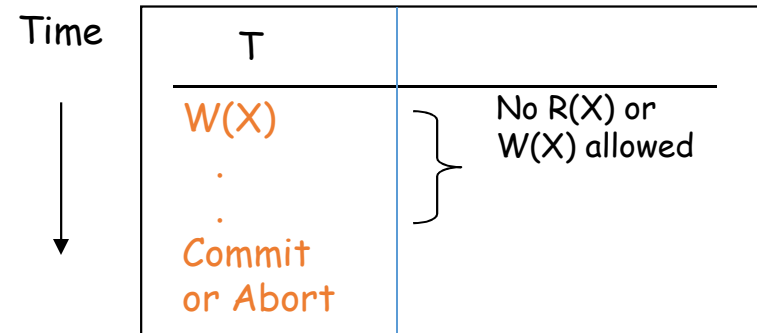 Time
T
W(X)
No R(X) or
W(X) allowed
.
.
Commit
or Abort